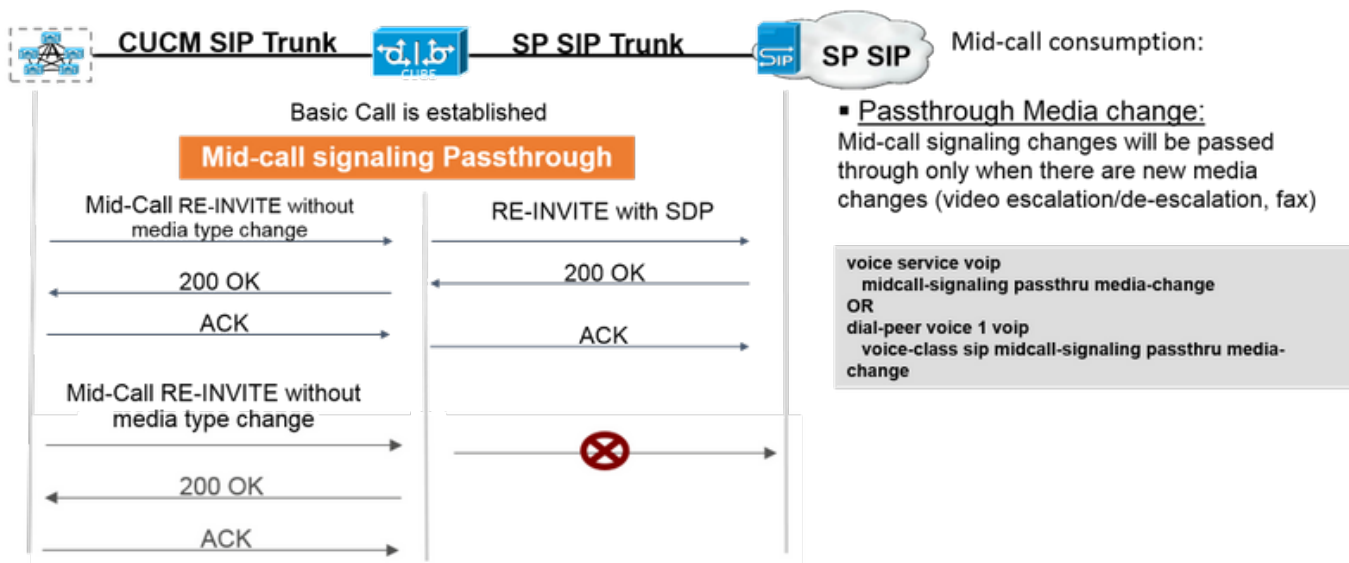 CUCM SIP Trunk
SP SIP Trunk
CUBE
SIP
SP SIP
Mid-call consumption:
Basic Call is established
Mid-call signaling Passthrough
Mid-Call RE-INVITE without
media type change
RE-INVITE with SDP
200 OK
200 OK
ACK
ACK
Mid-Call RE-INVITE without
media type change
200 OK
ACK
▪ Passthrough Media change:
Mid-call signaling changes will be passed
through only when there are new media
changes (video escalation/de-escalation, fax)
voice service voip
midcall-signaling passthru media-change
OR
dial-peer voice 1 voip
voice-class sip midcall-signaling passthru media-
change